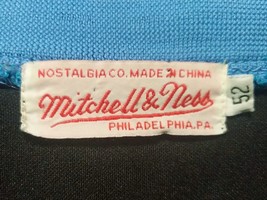 NOSTALGIA CO. MADE IN CHINA
Mitchell & Ness
PHILADELPHIA, PA.
52